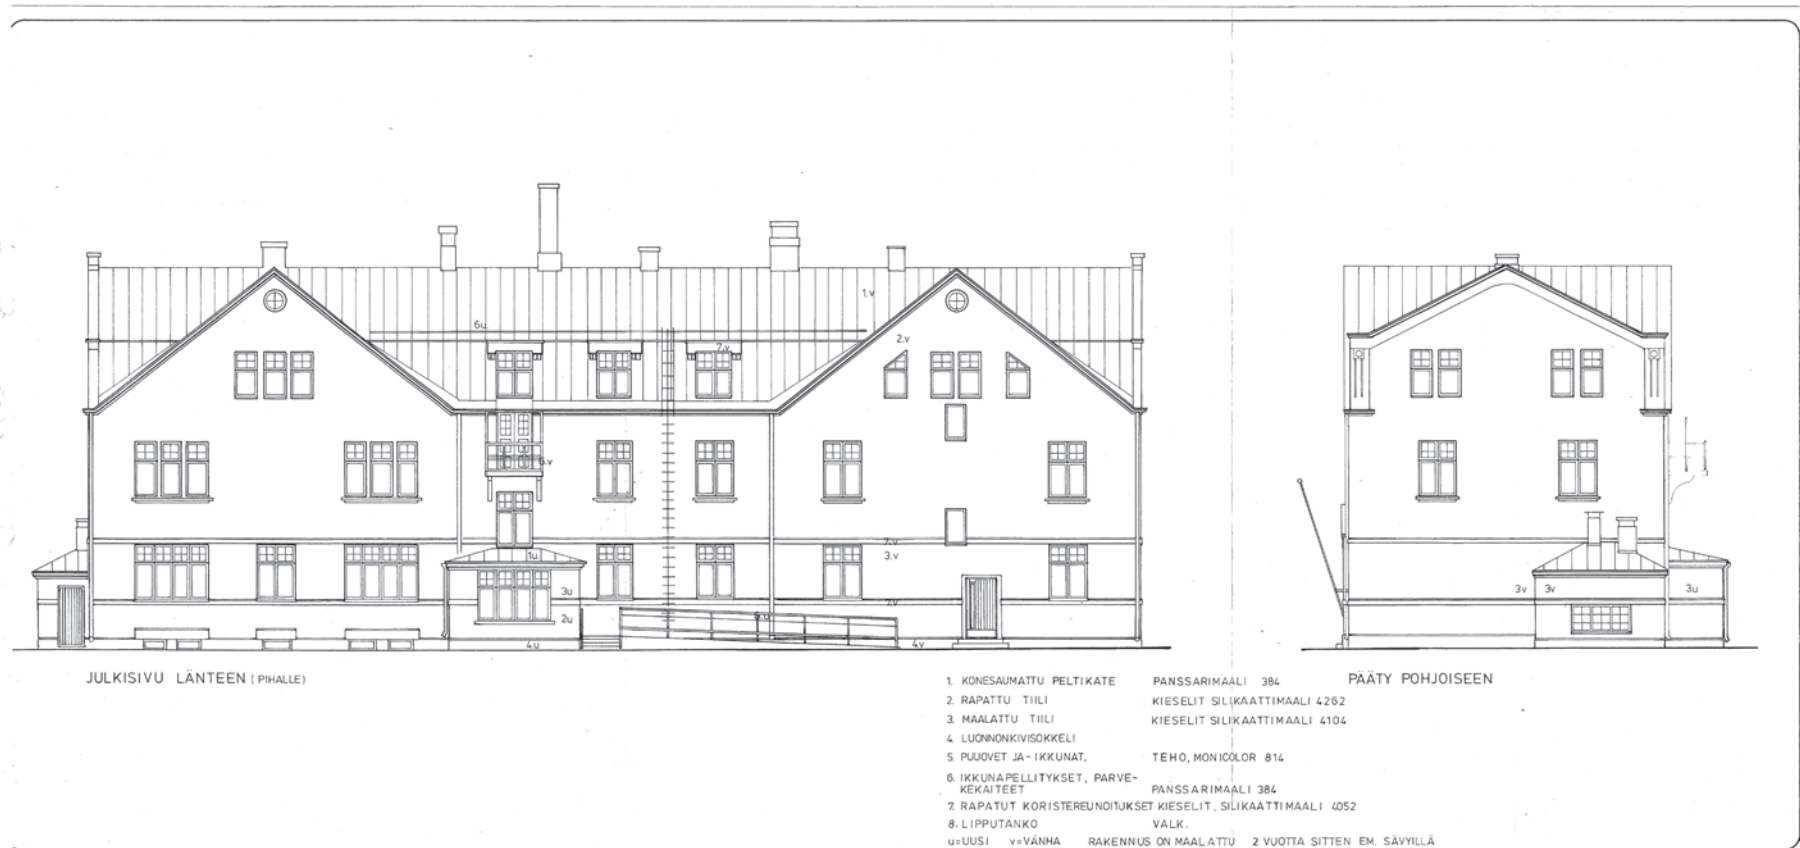 1.v
6u
2.v
7.v
6.v
7.v
1u
3.v
3u
3v
3v
3u
7.v
2u
4.u
4.v
JULKISIVU LÄNTEEN (PIHALLE)
PÄÄTY POHJOISEEN
1. KONESAUMATTU PELTIKATE PANSSARIMAALI 384
2. RAPATTU TIILI KIESELIT SILIKAATTIMAALI 4262
3. MAALATTU TIILI KIESELIT SILIKAATTIMAALI 4104
4. LUONNONKIVISOKKELI
5. PUUOVET JA-IKKUNAT, TEHO, MONICOLOR 814
6. IKKUNAPELLITYKSET, PARVE-
KEKAITEET PANSSARIMAALI 384
7. RAPATUT KORISTEREUNOITUKSET KIESELIT, SILIKAATTIMAALI 4052
8. LIPPUTANKO VALK.
u=UUSI v=VANHA RAKENNUS ON MAALATTU 2 VUOTTA SITTEN EM. SÄVYILLÄ